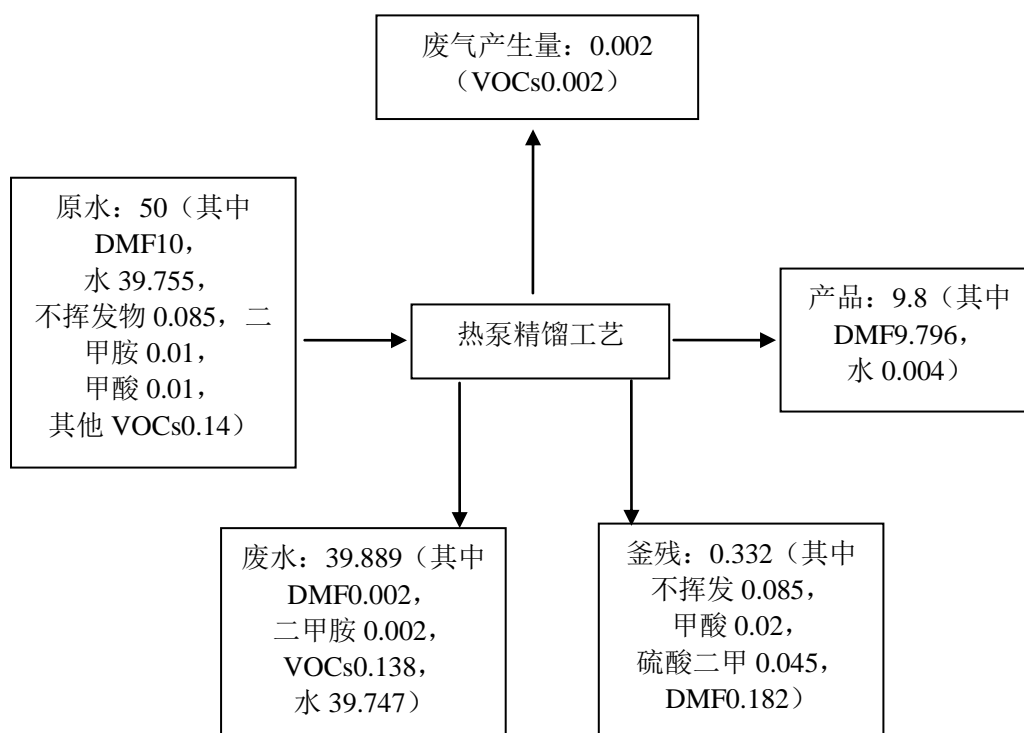 废气产生量：0.002
（VOCs0.002）
原水：50（其中
DMF10，
水 39.755，
不挥发物 0.085，二
甲胺 0.01，
甲酸 0.01，
其他 VOCs0.14）
热泵精馏工艺
产品：9.8（其中
DMF9.796，
水 0.004）
废水：39.889（其中
DMF0.002，
二甲胺 0.002，
VOCs0.138，
水 39.747）
釜残：0.332（其中
不挥发 0.085，
甲酸 0.02，
硫酸二甲 0.045，
DMF0.182）